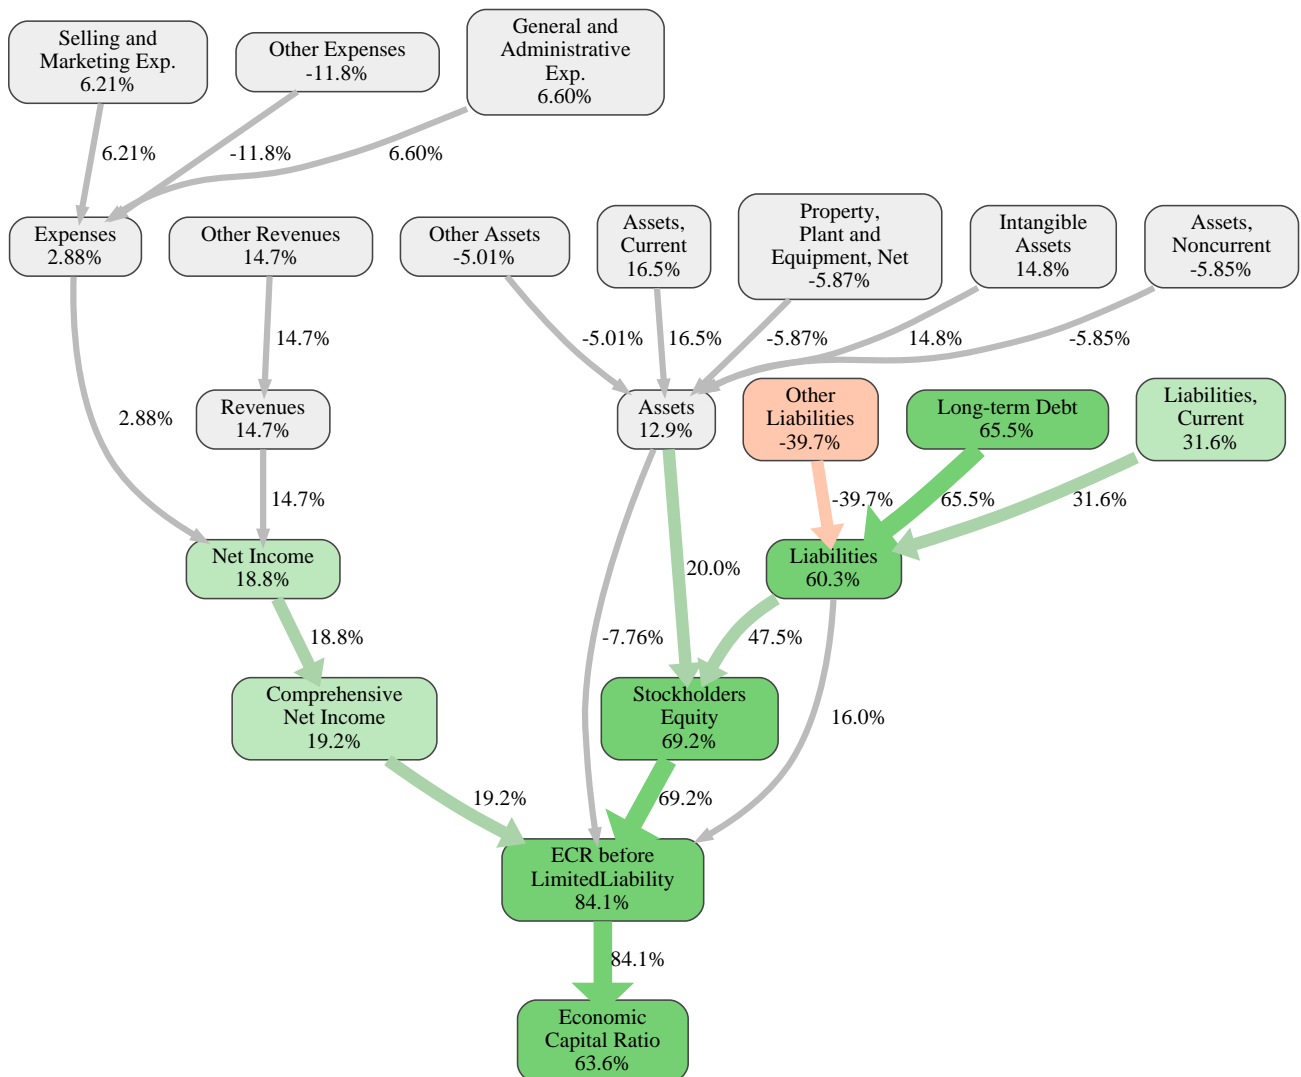 Selling and
Marketing Exp.
6.21%
Other Expenses
-11.8%
General and
Administrative
Exp.
6.60%
6.21%
-11.8%
6.60%
Expenses
2.88%
Other Revenues
14.7%
Other Assets
-5.01%
Assets,
Current
16.5%
Property,
Plant and
Equipment, Net
-5.87%
Intangible
Assets
14.8%
Assets,
Noncurrent
-5.85%
14.7%
-5.01%
16.5%
-5.87%
14.8%
-5.85%
2.88%
Revenues
14.7%
Assets
12.9%
Other
Liabilities
-39.7%
Long-term Debt
65.5%
Liabilities,
Current
31.6%
14.7%
-39.7%
65.5%
31.6%
Net Income
18.8%
Liabilities
60.3%
20.0%
18.8%
-7.76%
47.5%
16.0%
Comprehensive
Net Income
19.2%
Stockholders
Equity
69.2%
19.2%
69.2%
ECR before
LimitedLiability
84.1%
84.1%
Economic
Capital Ratio
63.6%